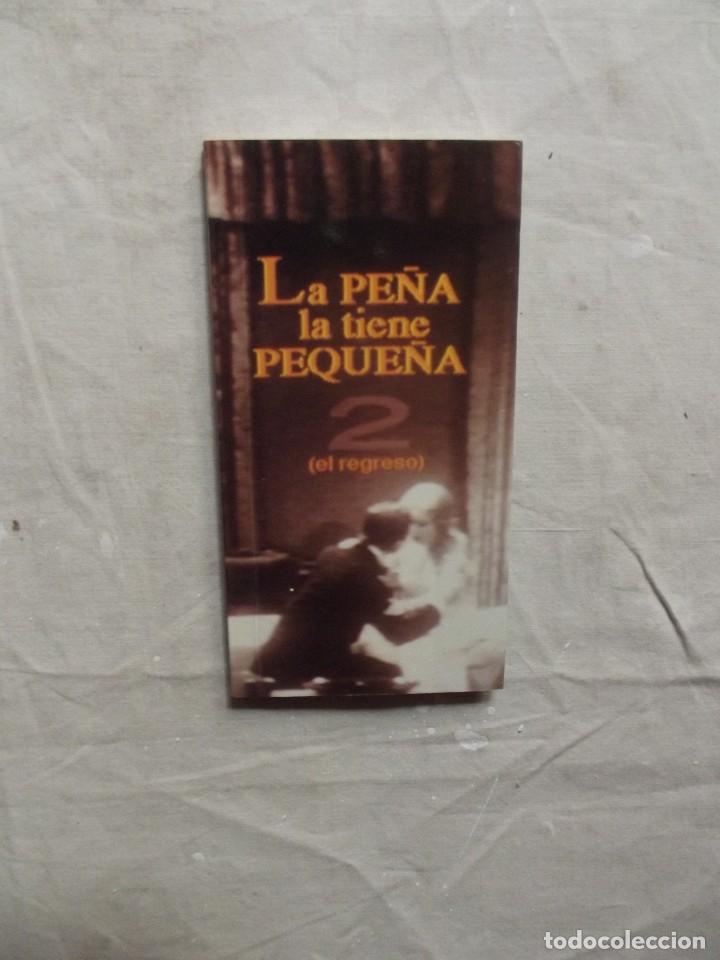 La PEÑA
la tiene
PEQUEÑA
2
(el regreso)
todocoleccion